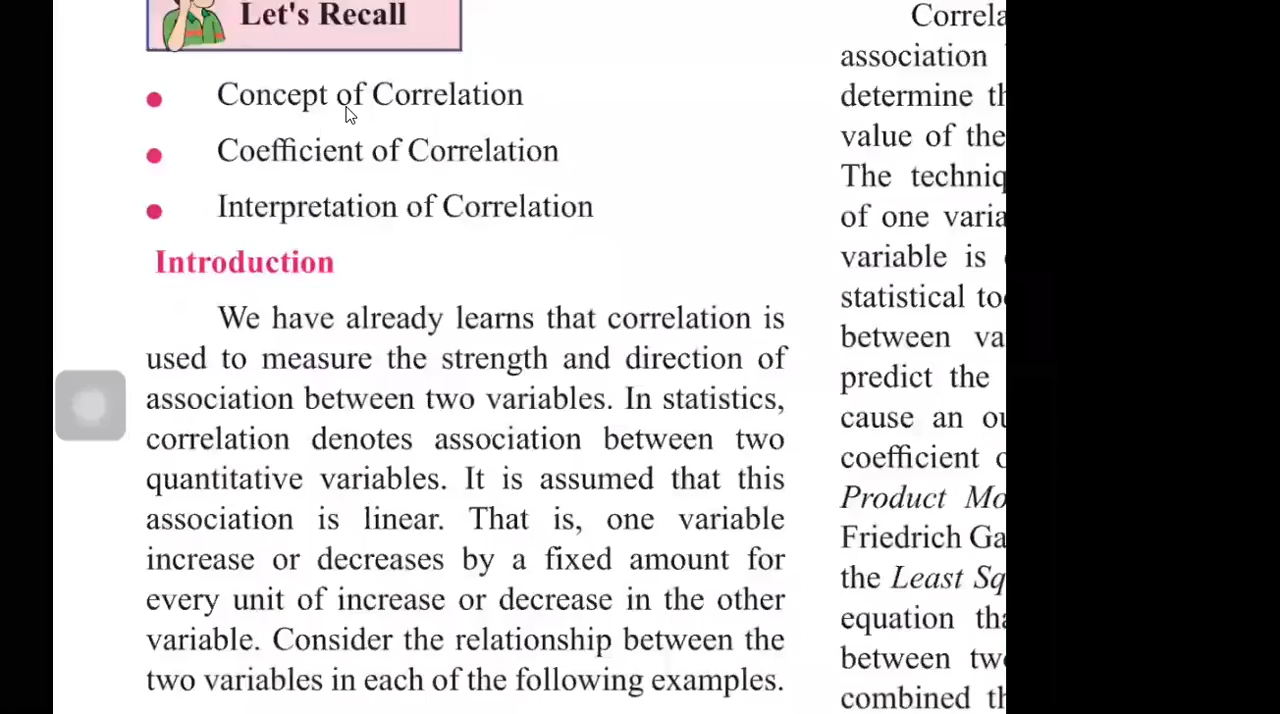 Let's Recall
Concept of Correlation
Coefficient of Correlation
Interpretation of Correlation
Introduction
We have already learns that correlation is
used to measure the strength and direction of
association between two variables. In statistics,
correlation denotes association between two
quantitative variables. It is assumed that this
association is linear. That is, one variable
increase or decreases by a fixed amount for
every unit of increase or decrease in the other
variable. Consider the relationship between the
two variables in each of the following examples.
association
determine
value of the
The
of one
variable is
statistical
between
predict the
cause an
coefficient
Product
Friedrich
the Least
equation
between
combined